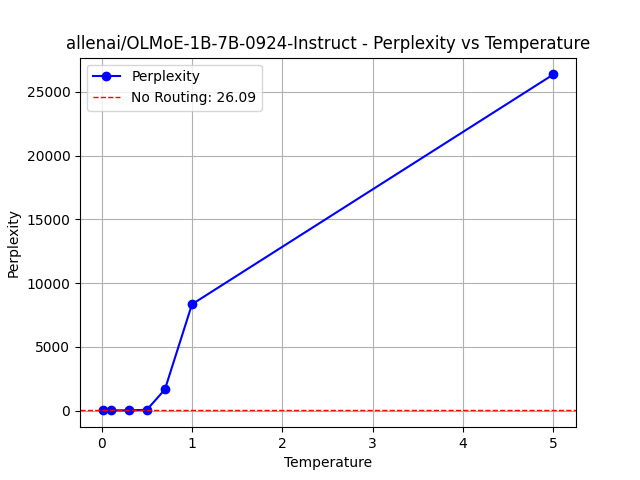 allenai/OLMoE-1B-7B-0924-Instruct - Perplexity vs Temperature
Perplexity
No Routing: 26.09
25000
20000
15000
10000
5000
0
Perplexity
0 1 2 3 4 5
Temperature